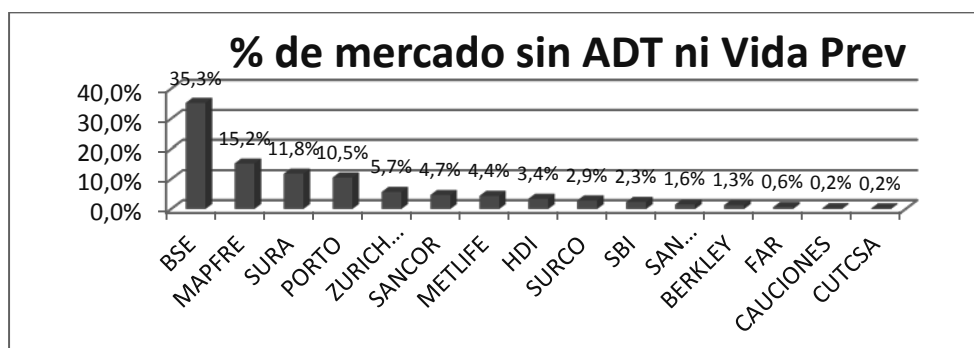 % de mercado sin ADT ni Vida Prev
40,0%
30,0%
20,0%
10,0%
0,0%
35,3%
15,2%
11,8%
10,5%
5,7%
4,7%
4,4%
3,4%
2,9%
2,3%
1,6%
1,3%
0,6%
0,2%
0,2%
BSE
MAPFRE
SURA
PORTO
ZURICH...
SANCOR
METLIFE
HDI
SURCO
SBI
SAN...
BERKLEY
FAR
CAUCIONES
CUTCSA